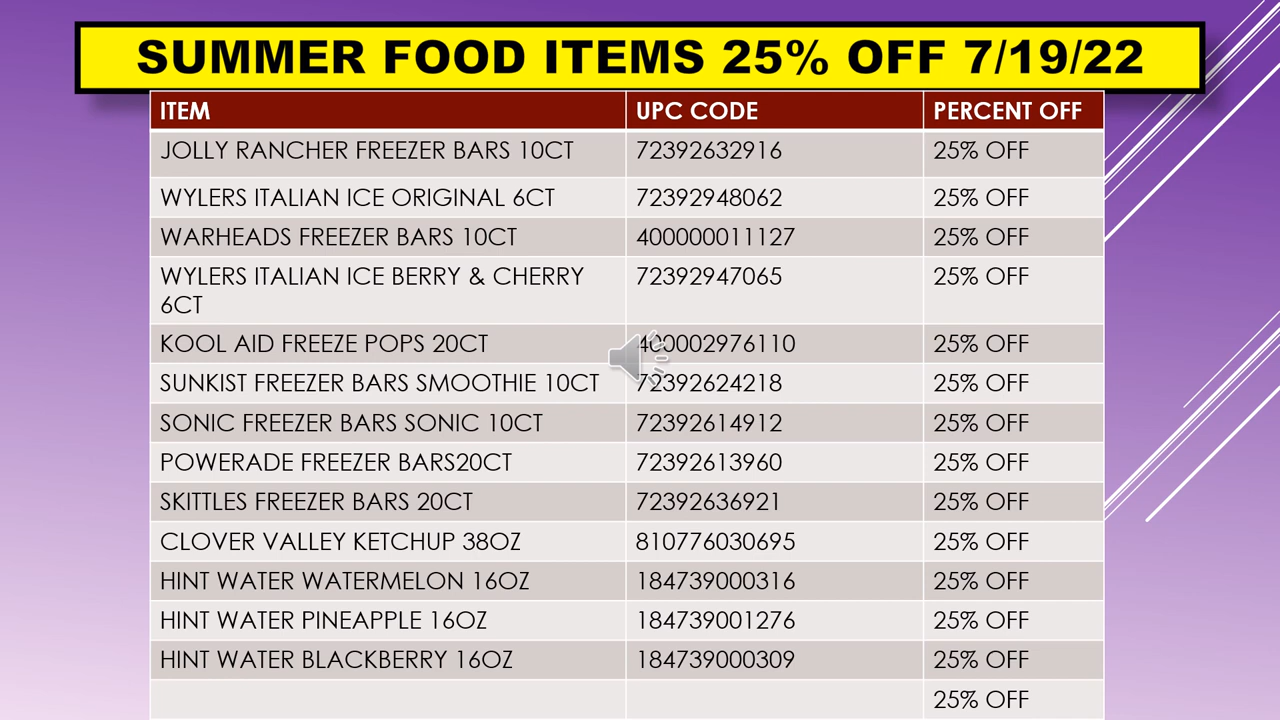 SUMMER FOOD ITEMS 25% OFF 7/19/22
ITEM UPC CODE PERCENT OFF
JOLLY RANCHER FREEZER BARS 10CT 72392632916 25% OFF
WYLERS ITALIAN ICE ORIGINAL 6CT 72392948062 25% OFF
WARHEADS FREEZER BARS 10CT 400000011127 25% OFF
WYLERS ITALIAN ICE BERRY & CHERRY 72392947065 25% OFF
6CT
KOOL AID FREEZE POPS 20CT 400002976110 25% OFF
SUNKIST FREEZER BARS SMOOTHIE 10CT 72392624218 25% OFF
SONIC FREEZER BARS SONIC 10CT 72392614912 25% OFF
POWERADE FREEZER BARS20CT 72392613960 25% OFF
SKITTLES FREEZER BARS 20CT 72392636921 25% OFF
CLOVER VALLEY KETCHUP 38OZ 810776030695 25% OFF
HINT WATER WATERMELON 16OZ 184739000316 25% OFF
HINT WATER PINEAPPLE 16OZ 184739001276 25% OFF
HINT WATER BLACKBERRY 16OZ 184739000309 25% OFF
25% OFF